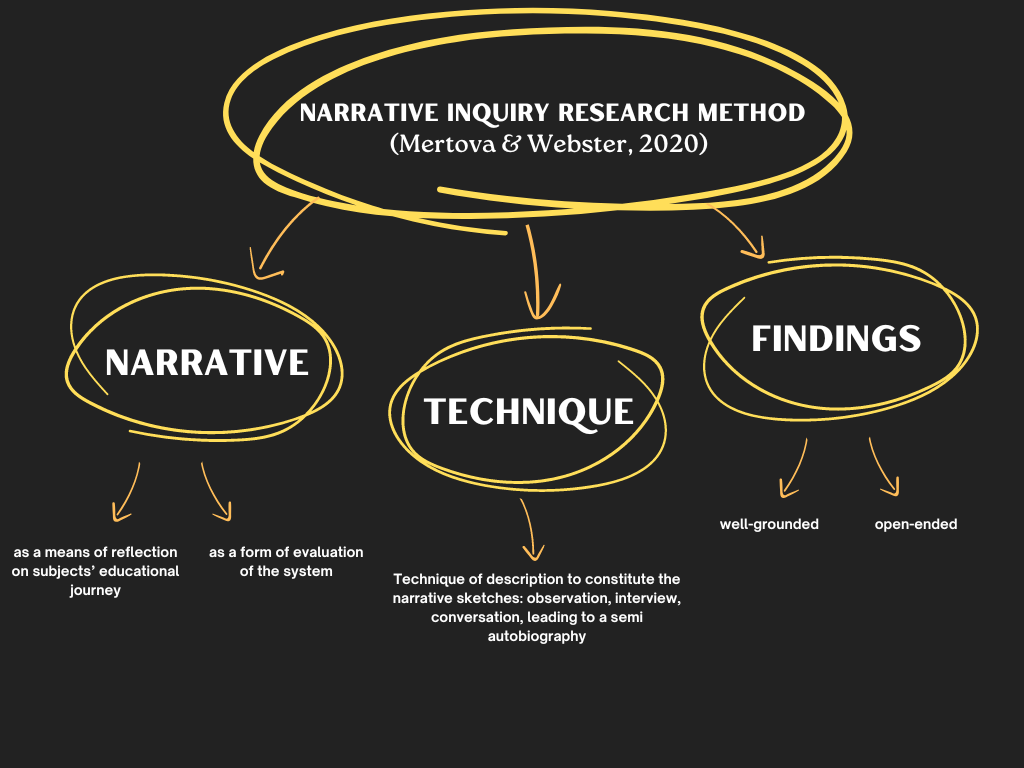 NARRATIVE INQUIRY RESEARCH METHOD
(Mertova & Webster, 2020)
NARRATIVE
TECHNIQUE
FINDINGS
as a means of reflection
on subjects’ educational
journey
as a form of evaluation
of the system
Technique of description to constitute the
narrative sketches: observation, interview,
conversation, leading to a semi
autobiography
well-grounded
open-ended